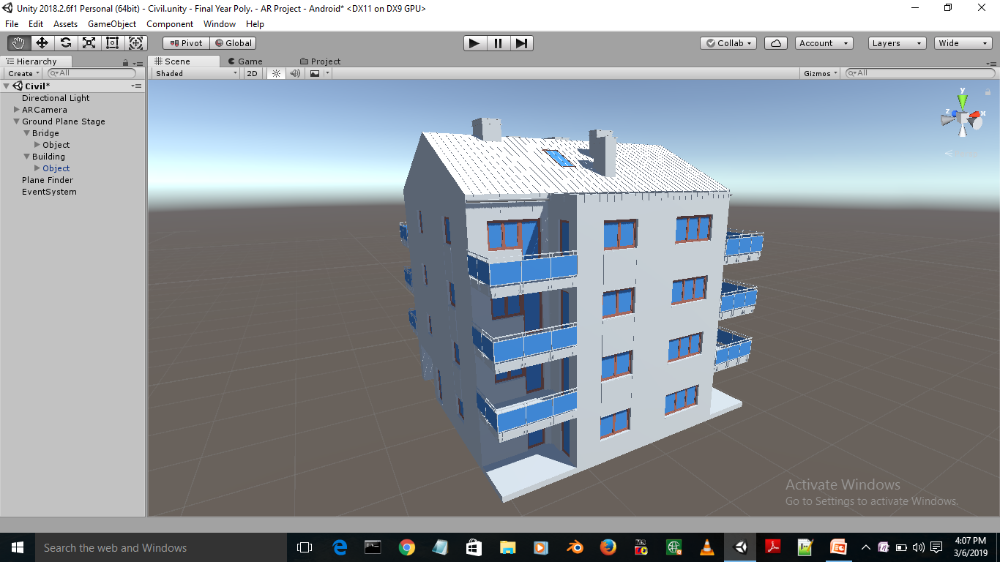 Unity 2018.2.6f1 Personal (64bit) - Civil.unity - Final Year Poly. - AR Project - Android* <DX11 on DX9 GPU>
File Edit Assets GameObject Component Window Help
Pivot Global Collab Account Layers Wide
Hierarchy Scene Game Project
Create All Shaded 2D Gizmos All
Civil*
Directional Light
ARCamera
Ground Plane Stage
Bridge
Object
Building
Object
Plane Finder
EventSystem
y
z x
Activate Windows
Go to Settings to activate Windows.
Search the web and Windows
4:07 PM
3/6/2019